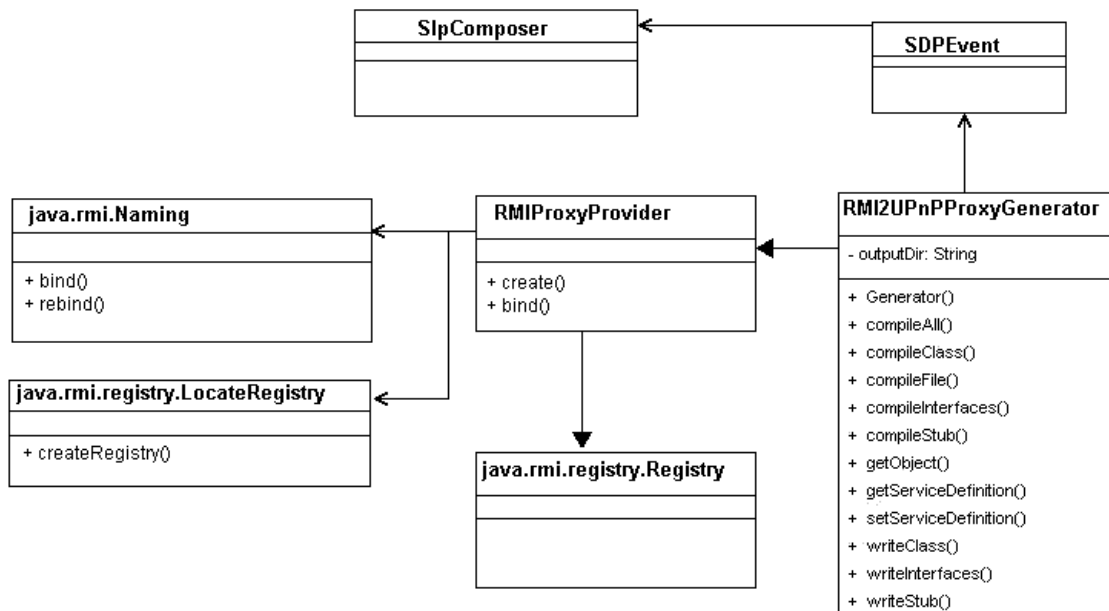 SlpComposer
SDPEvent
java.rmi.Naming
+ bind()
+ rebind()
RMIProxyProvider
+ create()
+ bind()
RMI2UPnPProxyGenerator
- outputDir: String
+ Generator()
+ compileAll()
+ compileClass()
+ compileFile()
+ compileInterfaces()
+ compileStub()
+ getObject()
+ getServiceDefinition()
+ setServiceDefinition()
+ writeClass()
+ writeInterfaces()
+ writeStub()
java.rmi.registry.LocateRegistry
+ createRegistry()
java.rmi.registry.Registry